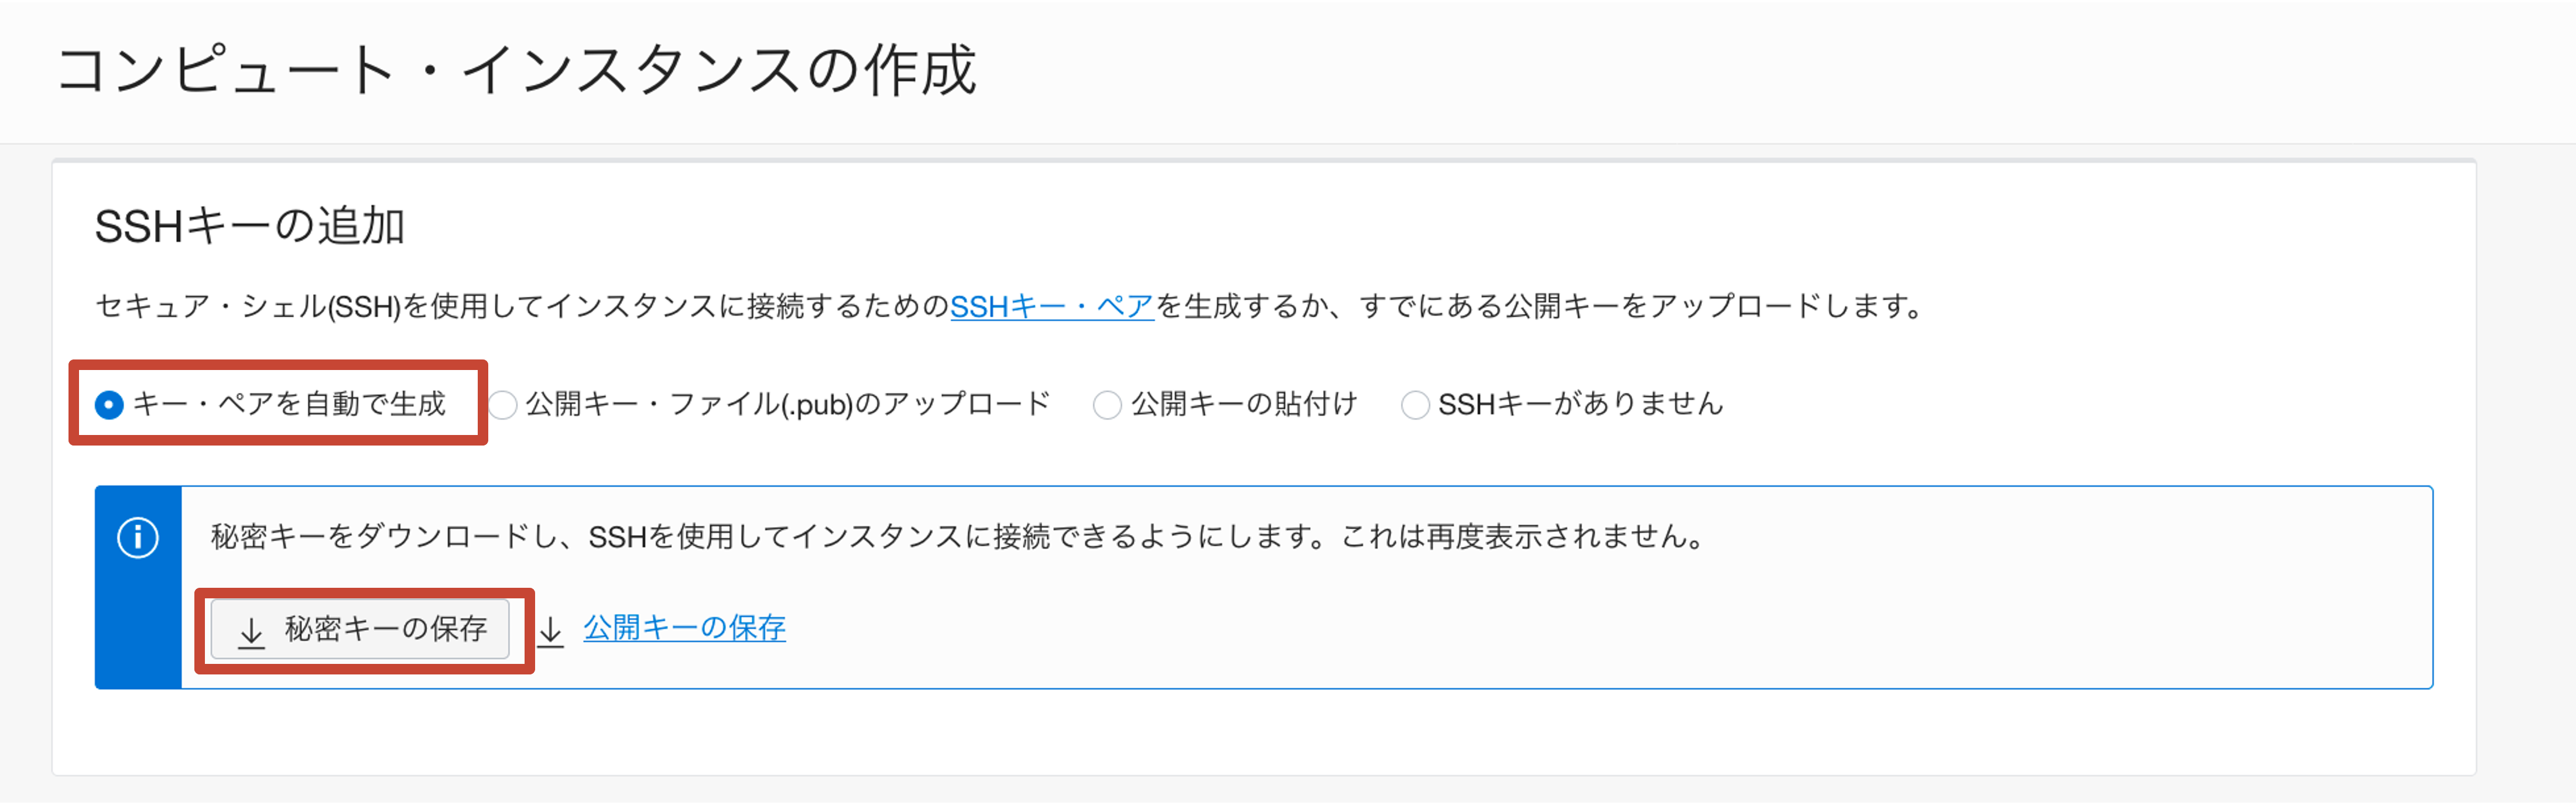 コンピュート・インスタンスの作成
SSHキーの追加
セキュア・シェル(SSH)を使用してインスタンスに接続するためのSSHキー・ペアを生成するか、すでにある公開キーをアップロードします。
キー・ペアを自動で生成 公開キー・ファイル(.pub)のアップロード 公開キーの貼付け SSHキーがありません
秘密キーをダウンロードし、SSHを使用してインスタンスに接続できるようにします。これは再度表示されません。
秘密キーの保存 公開キーの保存